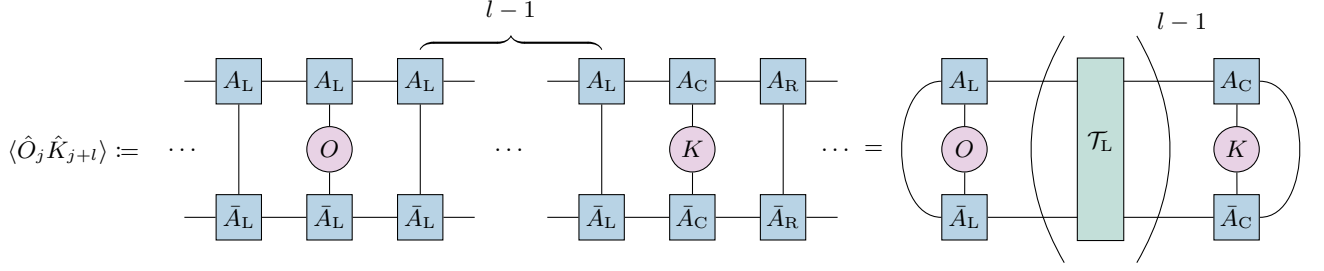 l − 1 l − 1
A_L A_L A_L A_L A_C A_R A_L A_C
⟨Ô_j K̂_{j+l}⟩ := ⋯ O ⋯ K ⋯ = O 𝒯_L K
Ā_L Ā_L Ā_L Ā_L Ā_C Ā_R Ā_L Ā_C